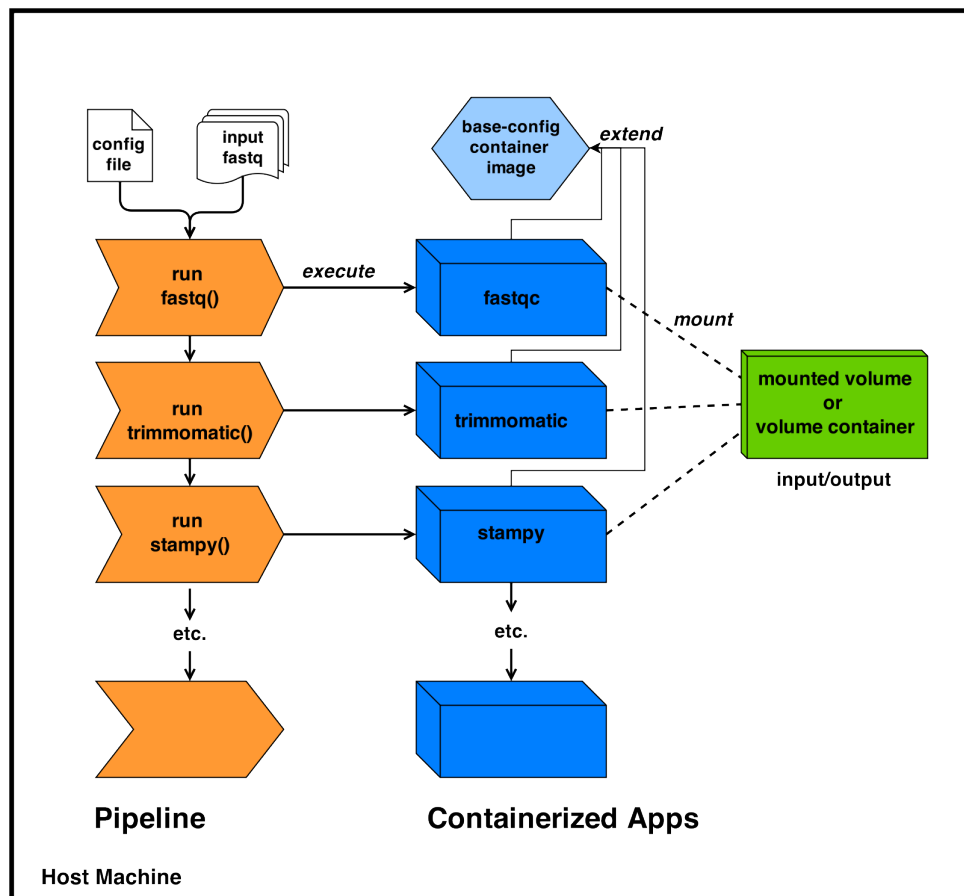 config
file
input
fastq
base-config
container
image
extend
run
fastq()
execute
fastqc
mount
run
trimmomatic()
trimmomatic
mounted volume
or
volume container
input/output
run
stampy()
stampy
etc.
etc.
Pipeline
Containerized Apps
Host Machine